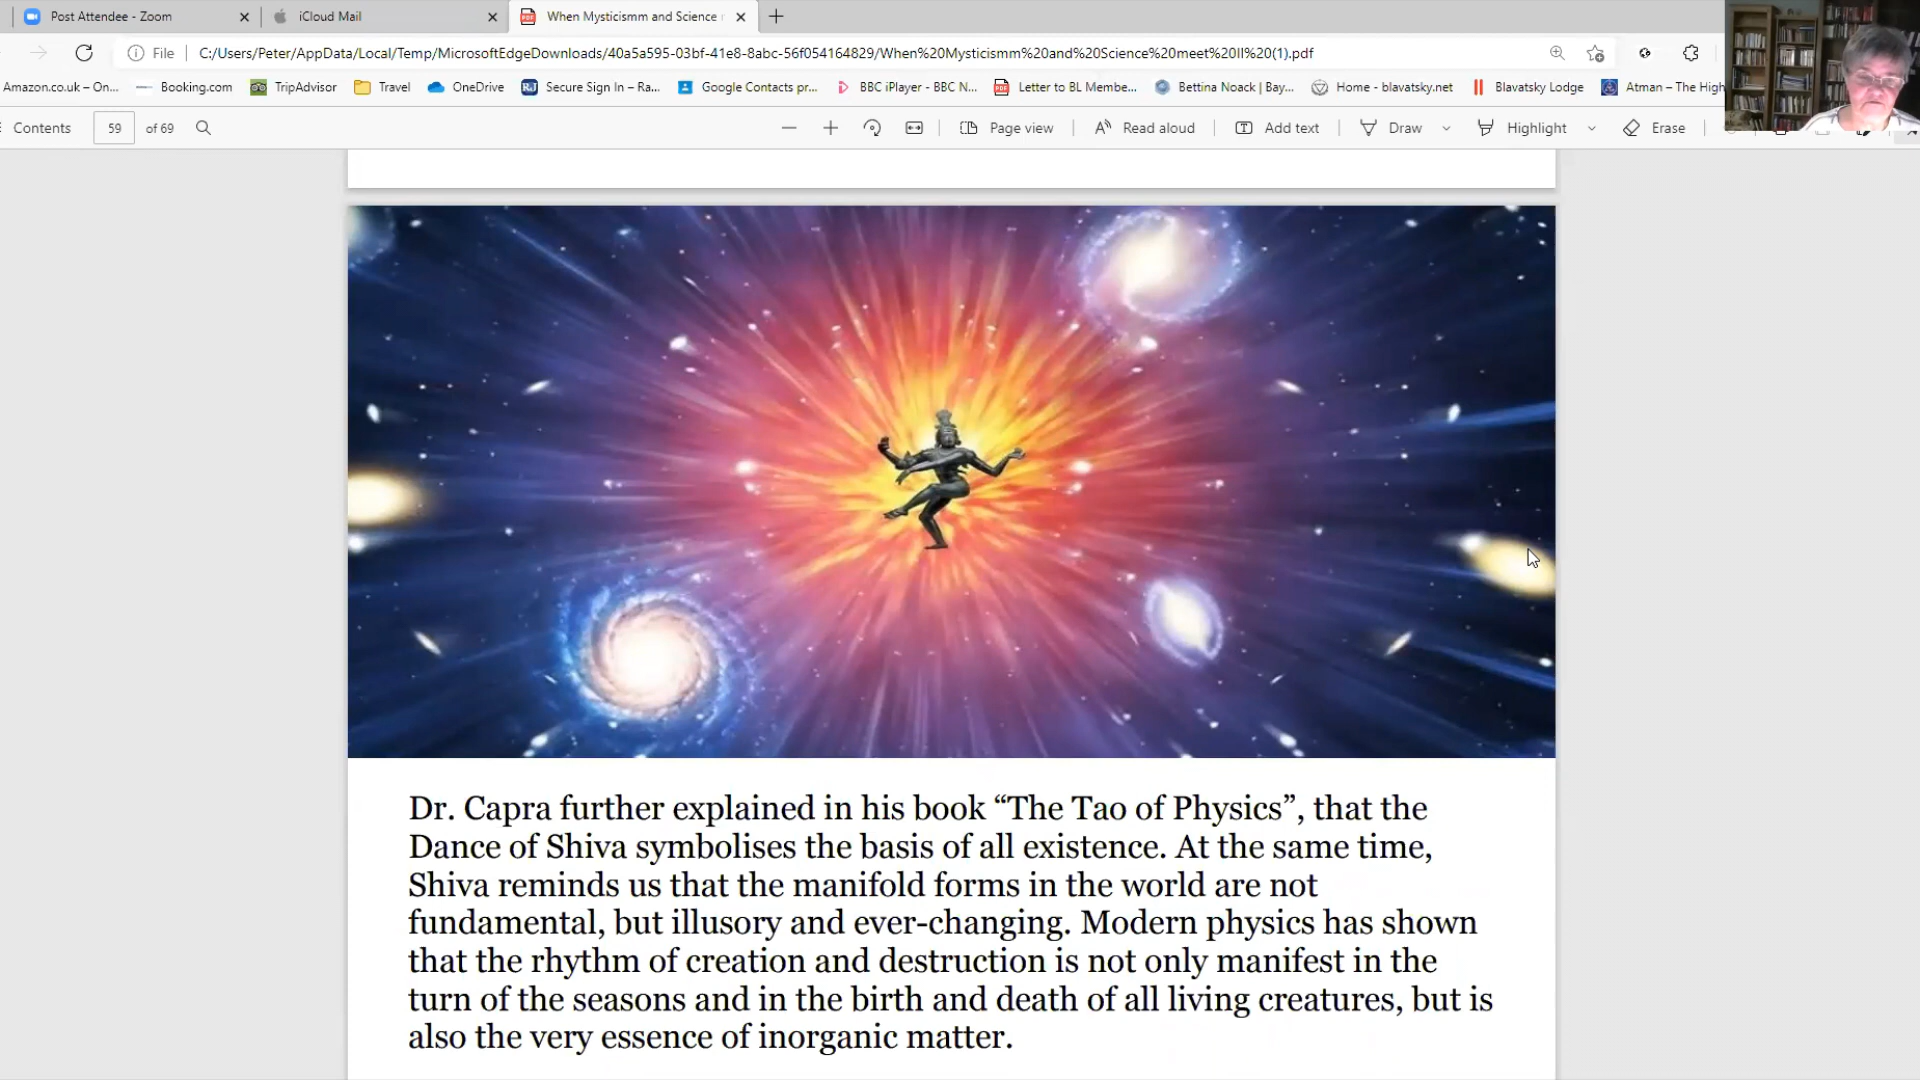 Post Attendee - Zoom
iCloud Mail
When Mysticismm and Science
File
C:/Users/Peter/AppData/Local/Temp/MicrosoftEdgeDownloads/40a5a595-03bf-41e8-8abc-56f054164829/When%20Mysticismm%20and%20Science%20meet%20II%20(1).pdf
Amazon.co.uk – On...
Booking.com
TripAdvisor
Travel
OneDrive
Secure Sign In – Ra...
Google Contacts pr...
BBC iPlayer - BBC N...
Letter to BL Membe...
Bettina Noack | Bay...
Home - blavatsky.net
Blavatsky Lodge
Atman – The High
Contents
59
of 69
Page view
Read aloud
Add text
Draw
Highlight
Erase
Dr. Capra further explained in his book “The Tao of Physics”, that the
Dance of Shiva symbolises the basis of all existence. At the same time,
Shiva reminds us that the manifold forms in the world are not
fundamental, but illusory and ever-changing. Modern physics has shown
that the rhythm of creation and destruction is not only manifest in the
turn of the seasons and in the birth and death of all living creatures, but is
also the very essence of inorganic matter.